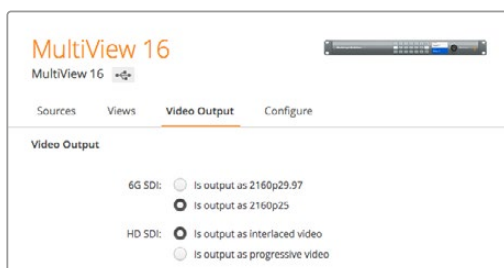 MultiView 16
MultiView 16
Sources Views Video Output Configure
Video Output
6G SDI: Is output as 2160p29.97
Is output as 2160p25
HD SDI: Is output as interlaced video
Is output as progressive video